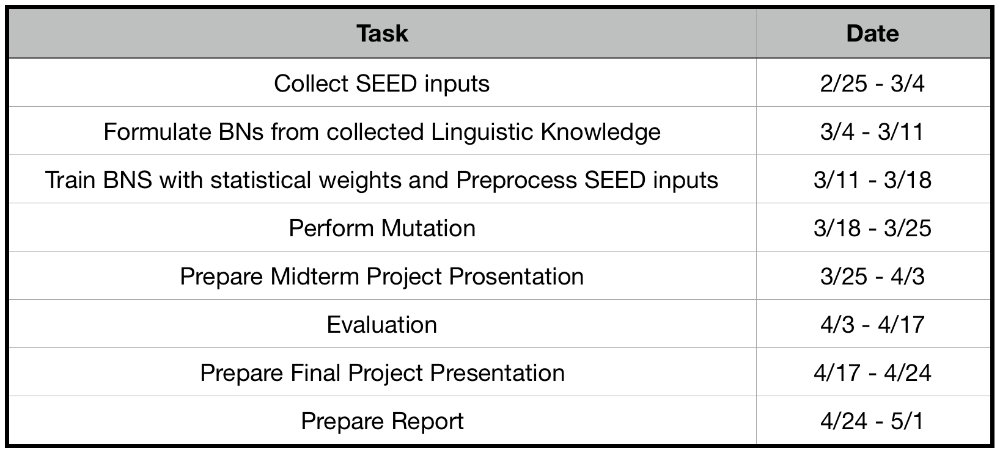 Task Date
Collect SEED inputs 2/25 - 3/4
Formulate BNs from collected Linguistic Knowledge 3/4 - 3/11
Train BNS with statistical weights and Preprocess SEED inputs 3/11 - 3/18
Perform Mutation 3/18 - 3/25
Prepare Midterm Project Prosentation 3/25 - 4/3
Evaluation 4/3 - 4/17
Prepare Final Project Presentation 4/17 - 4/24
Prepare Report 4/24 - 5/1